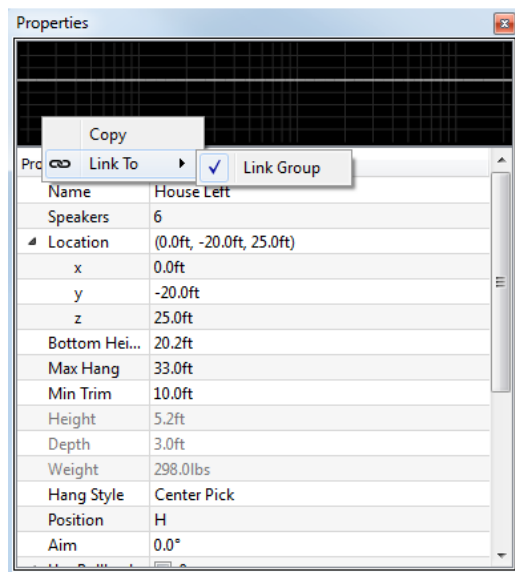 Properties
Copy
Pro
Link To
Link Group
Name House Left
Speakers 6
Location (0.0ft, -20.0ft, 25.0ft)
x 0.0ft
y -20.0ft
z 25.0ft
Bottom Hei... 20.2ft
Max Hang 33.0ft
Min Trim 10.0ft
Height 5.2ft
Depth 3.0ft
Weight 298.0lbs
Hang Style Center Pick
Position H
Aim 0.0°